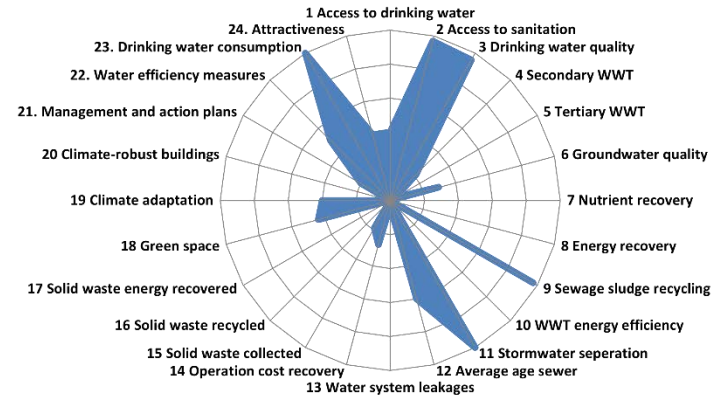 1 Access to drinking water
2 Access to sanitation
3 Drinking water quality
4 Secondary WWT
5 Tertiary WWT
6 Groundwater quality
7 Nutrient recovery
8 Energy recovery
9 Sewage sludge recycling
10 WWT energy efficiency
11 Stormwater seperation
12 Average age sewer
13 Water system leakages
14 Operation cost recovery
15 Solid waste collected
16 Solid waste recycled
17 Solid waste energy recovered
18 Green space
19 Climate adaptation
20 Climate-robust buildings
21. Management and action plans
22. Water efficiency measures
23. Drinking water consumption
24. Attractiveness